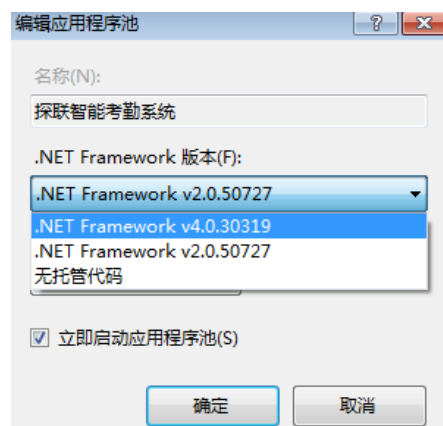 编辑应用程序池
名称(N):
探联智能考勤系统
.NET Framework 版本(F):
.NET Framework v2.0.50727
.NET Framework v4.0.30319
.NET Framework v2.0.50727
无托管代码
立即启动应用程序池(S)
确定
取消